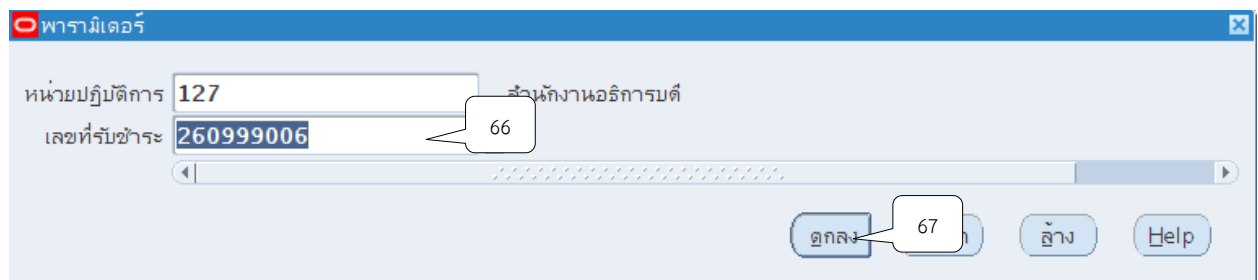 พารามิเตอร์
หน่วยปฏิบัติการ 127 สำนักงานอธิการบดี
เลขที่รับชำระ 260999006 66
ตกลง 67 ล้าง Help